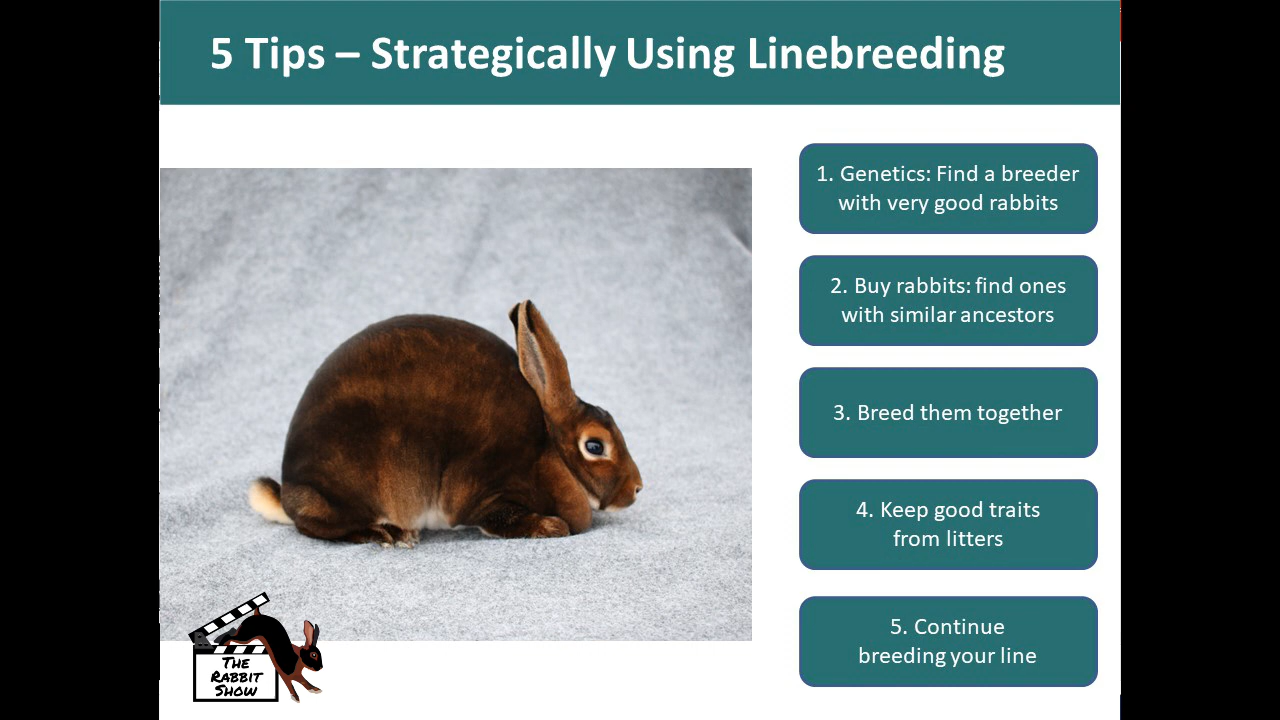 5 Tips – Strategically Using Linebreeding
1. Genetics: Find a breeder
with very good rabbits
2. Buy rabbits: find ones
with similar ancestors
3. Breed them together
4. Keep good traits
from litters
5. Continue
breeding your line
THE
RABBIT
SHOW